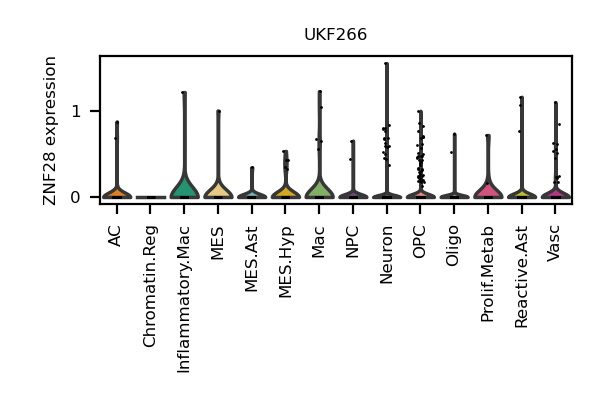 UKF266
ZNF28 expression
1
0
AC
Chromatin.Reg
Inflammatory.Mac
MES
MES.Ast
MES.Hyp
Mac
NPC
Neuron
OPC
Oligo
Prolif.Metab
Reactive.Ast
Vasc